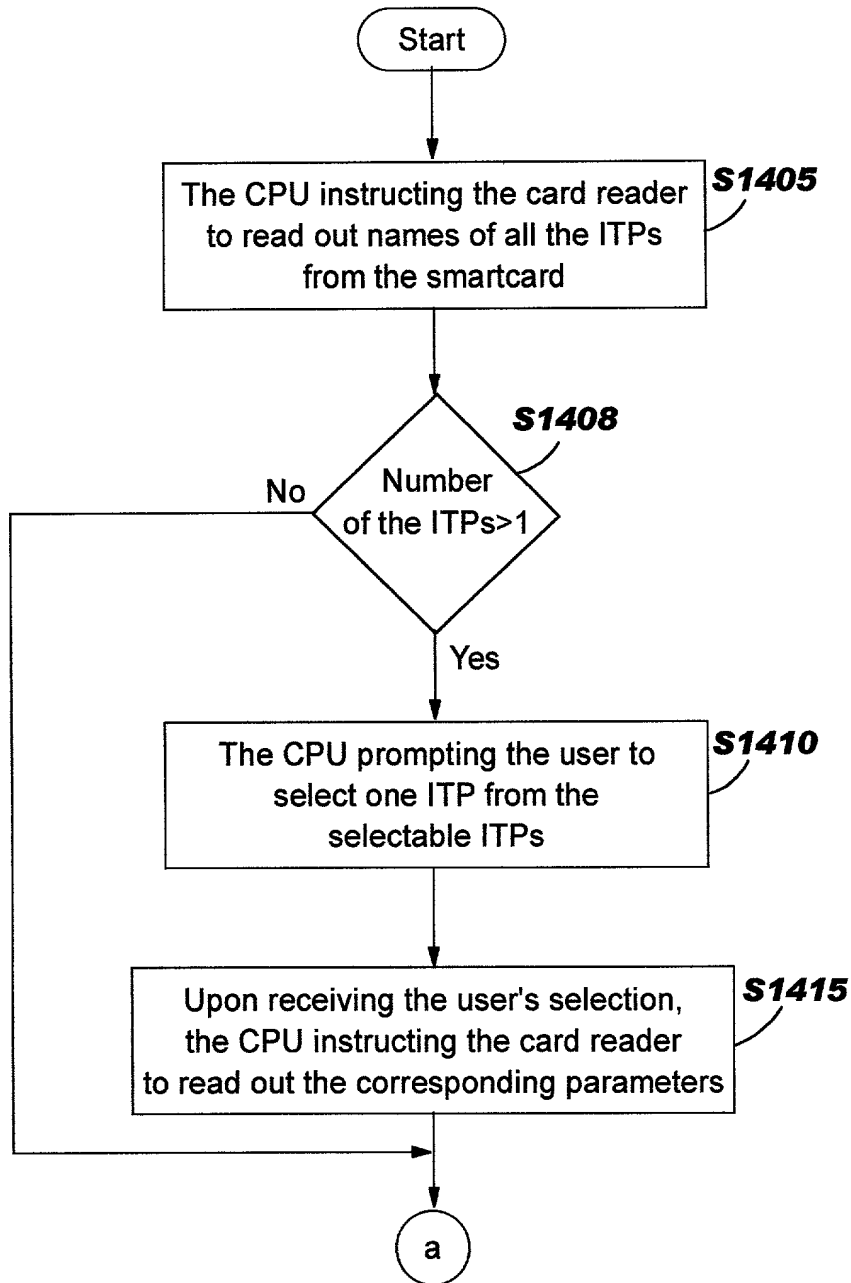 Start
S1405
The CPU instructing the card reader
to read out names of all the ITPs
from the smartcard
S1408
Number
of the ITPs>1
No
Yes
S1410
The CPU prompting the user to
select one ITP from the
selectable ITPs
S1415
Upon receiving the user's selection,
the CPU instructing the card reader
to read out the corresponding parameters
a